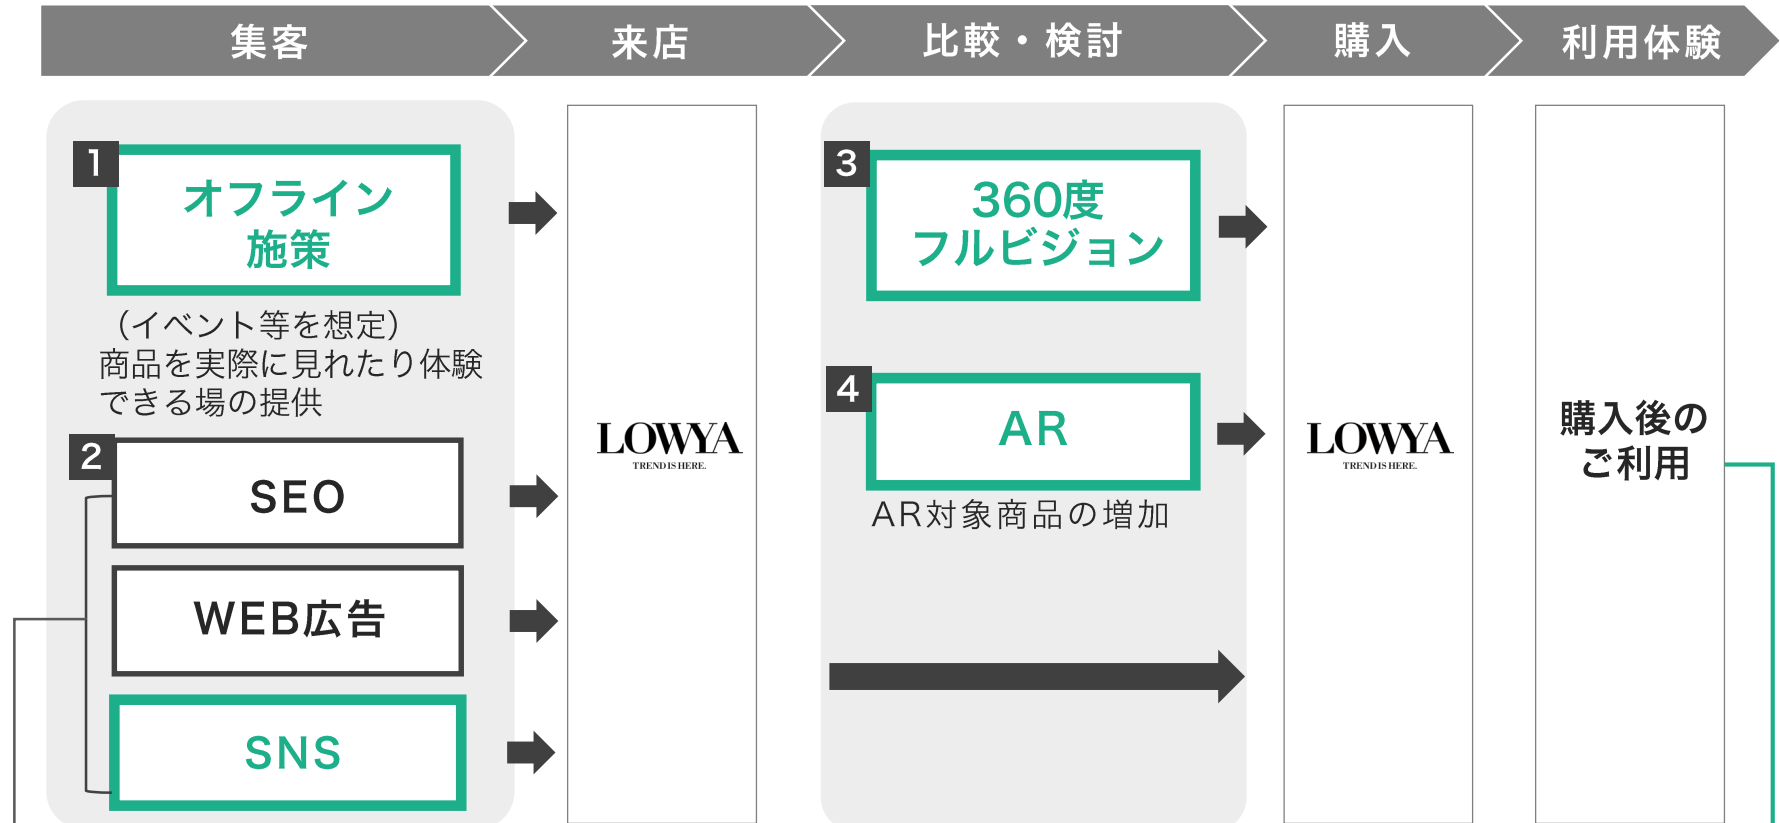 集客
来店
比較・検討
購入
利用体験
1
オフライン
施策
（イベント等を想定）
商品を実際に見れたり体験
できる場の提供
2
SEO
WEB広告
SNS
LOWYA
TREND IS HERE.
3
360度
フルビジョン
4
AR
AR対象商品の増加
LOWYA
TREND IS HERE.
購入後の
ご利用